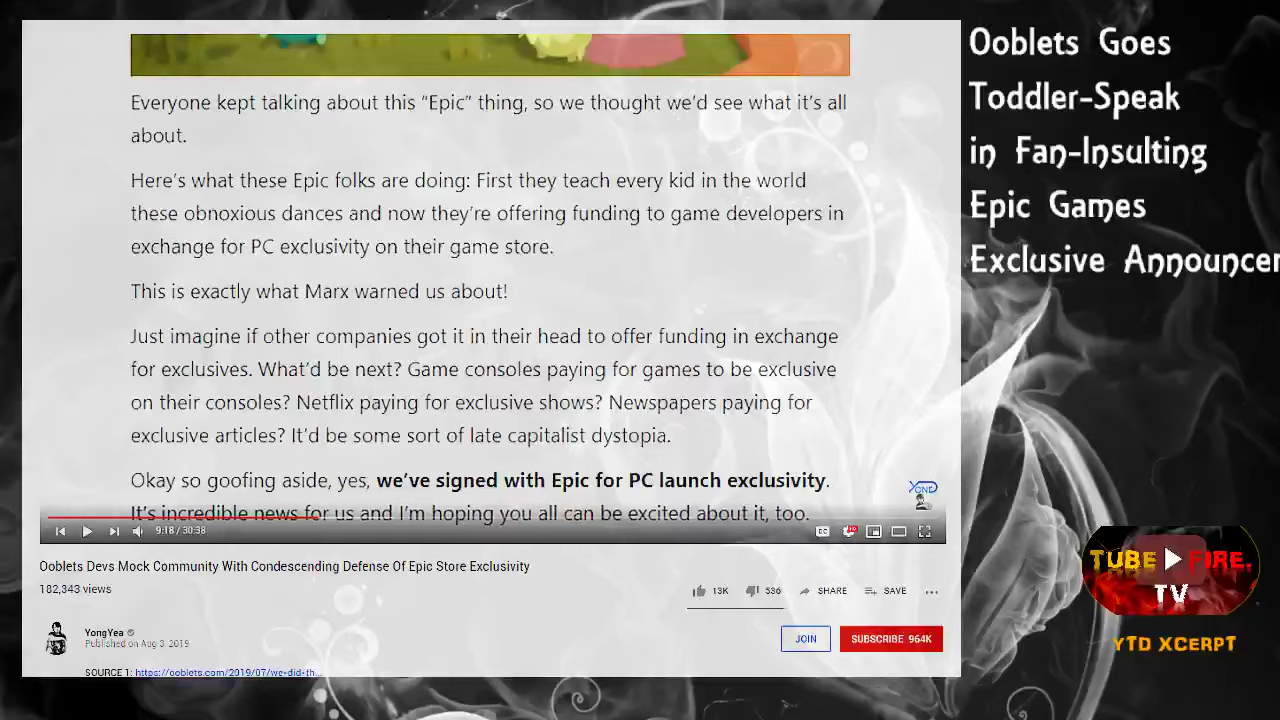 Everyone kept talking about this “Epic” thing, so we thought we’d see what it’s all
about.
Here’s what these Epic folks are doing: First they teach every kid in the world
these obnoxious dances and now they’re offering funding to game developers in
exchange for PC exclusivity on their game store.
This is exactly what Marx warned us about!
Just imagine if other companies got it in their head to offer funding in exchange
for exclusives. What’d be next? Game consoles paying for games to be exclusive
on their consoles? Netflix paying for exclusive shows? Newspapers paying for
exclusive articles? It’d be some sort of late capitalist dystopia.
Okay so goofing aside, yes, we’ve signed with Epic for PC launch exclusivity.
It’s incredible news for us and I’m hoping you all can be excited about it, too.
YONG
9:18 / 30:38
CC
HD
Ooblets Devs Mock Community With Condescending Defense Of Epic Store Exclusivity
182,343 views
13K
536
SHARE
SAVE
YongYea
Published on Aug 3, 2019
JOIN
SUBSCRIBE 964K
SOURCE 1: https://ooblets.com/2019/07/we-did-th...
Ooblets Goes
Toddler-Speak
in Fan-Insulting
Epic Games
Exclusive Announcer
TUBE FIRE.
TV
YTD XCERPT